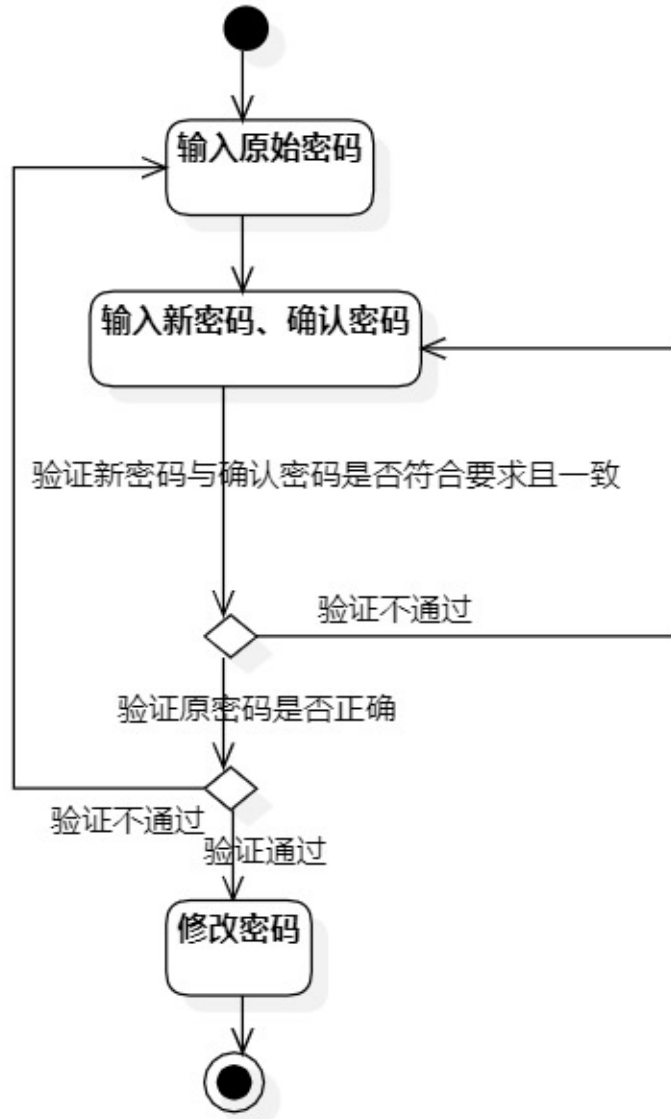 输入原始密码
输入新密码、确认密码
验证新密码与确认密码是否符合要求且一致
验证不通过
验证原密码是否正确
验证不通过
验证通过
修改密码